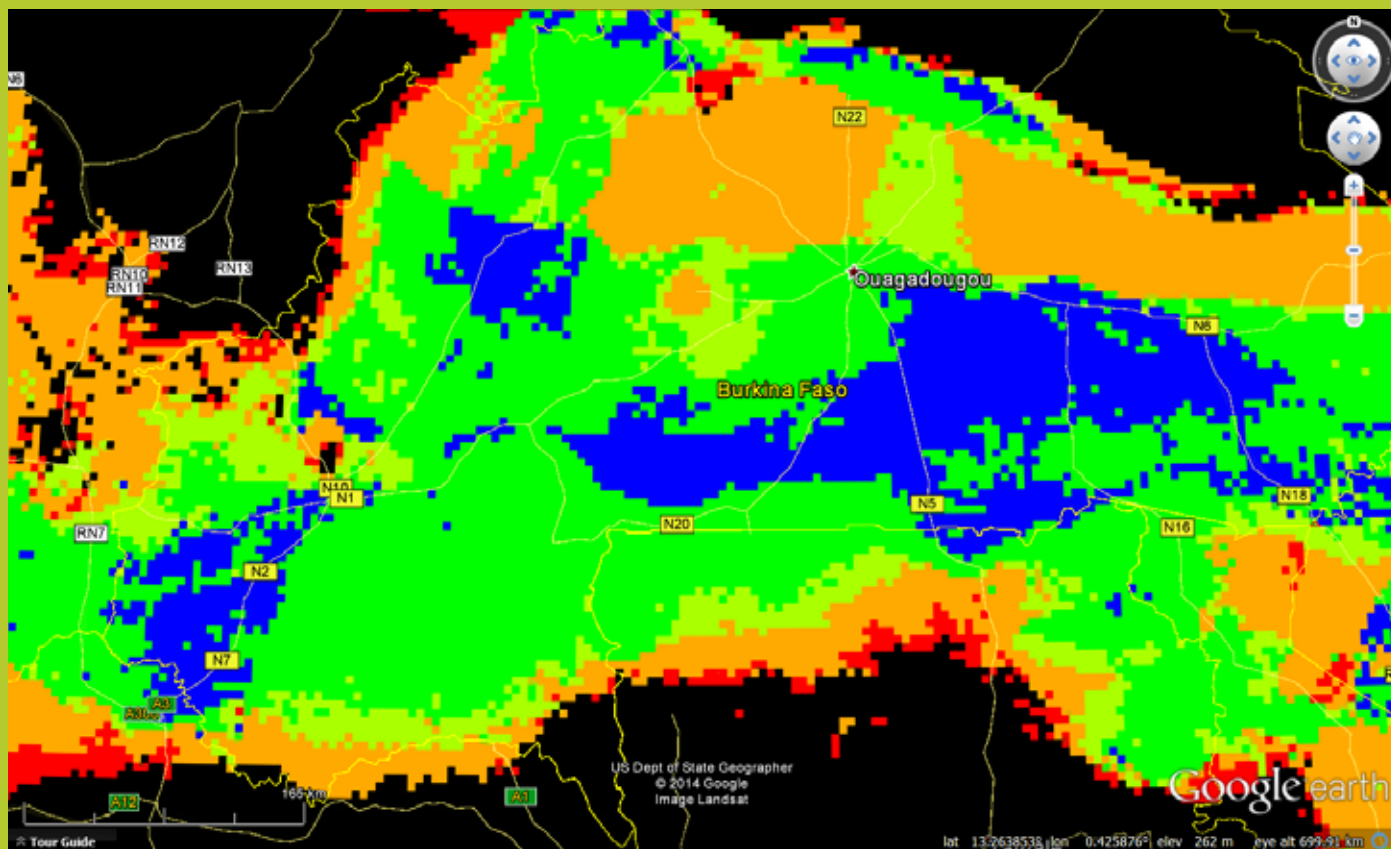 N
N6
N22
RN12
RN13
RN10
RN11
Ouagadougou
N6
Burkina Faso
N10
N1
N18
N5
N20
N16
RN7
N2
N7
A3
US Dept of State Geographer
© 2014 Google
Image Landsat
Google earth
165 km
A12
A1
Tour Guide
lat 13.263853° lon 0.425876° elev 262 m eye alt 699.91 km